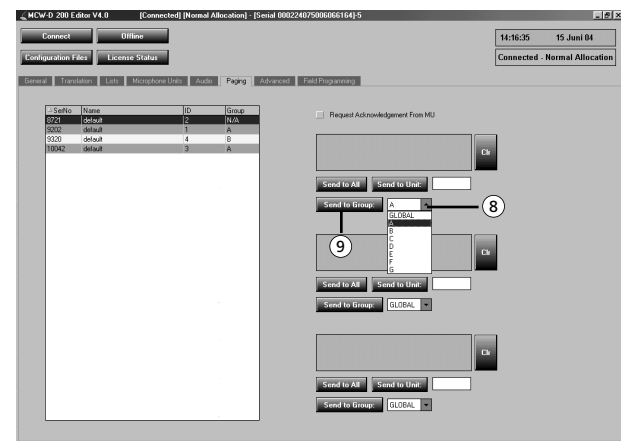 MCW-D 200 Editor V4.0 [Connected] [Normal Allocation] - [Serial 000224075006066164]-5
Connect Offline 14:16:35 15 Juni 04
Configuration Files License Status Connected - Normal Allocation
General Translation Lists Microphone Units Audio Paging Advanced Field Programming
SerNo Name ID Group
8721 default 2 N/A
9202 default 1 A
9320 default 4 B
10042 default 3 A
Request Acknowledgement From MU
Clr
Send to All Send to Unit:
Send to Group: A 8
GLOBAL
A
B
C
D
E
F
G
9
Clr
Send to All Send to Unit:
Send to Group: GLOBAL
Clr
Send to All Send to Unit:
Send to Group: GLOBAL